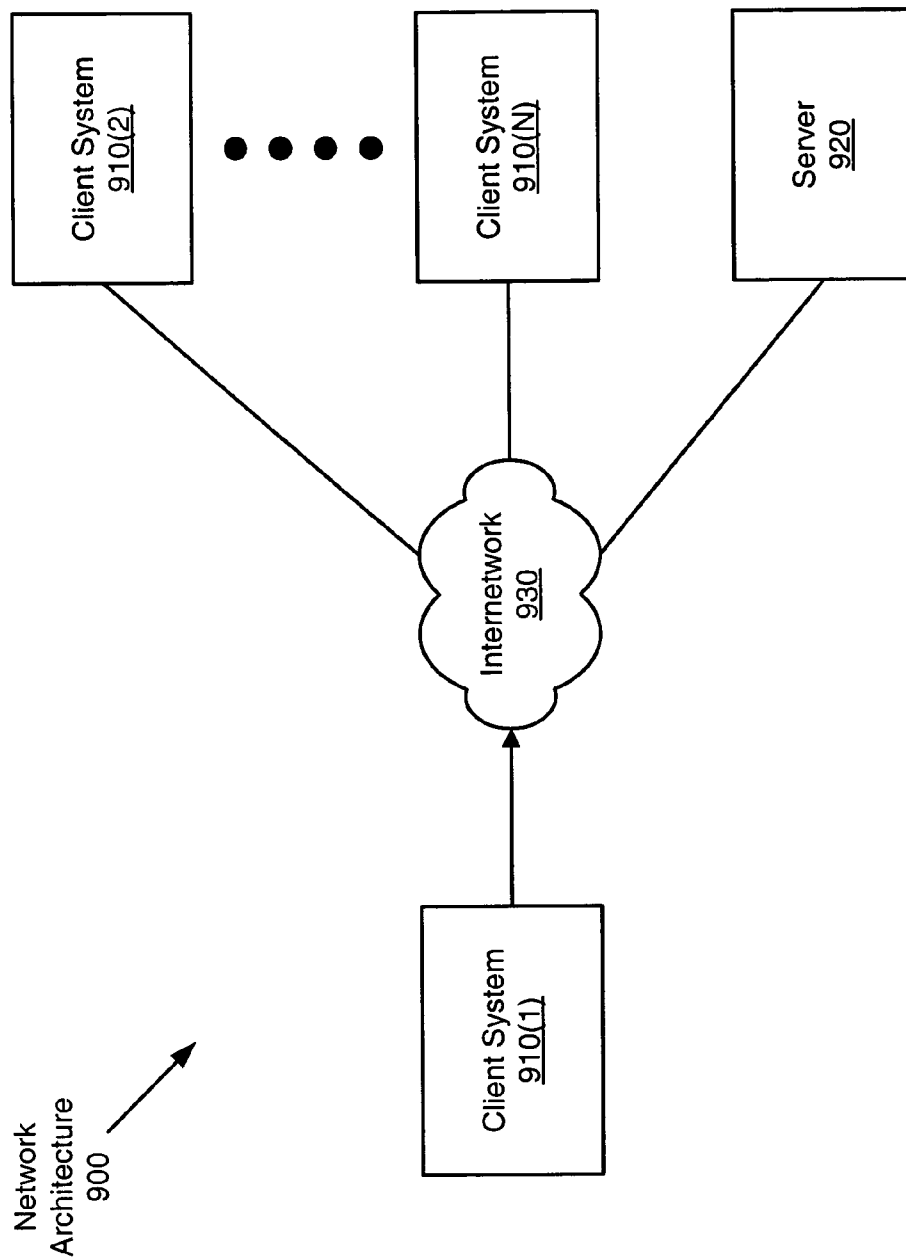 Network
Architecture
900
Client System
910(1)
Internetwork
930
Client System
910(2)
Client System
910(N)
Server
920